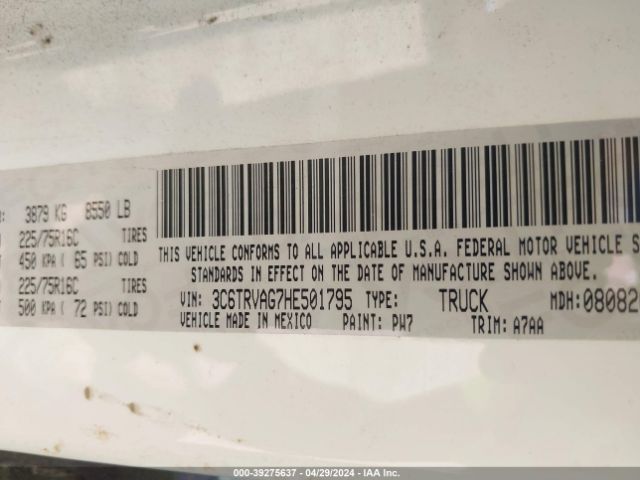 3879 KG 8550 LB
225/75R16C TIRES
450 KPA ( 65 PSI) COLD
225/75R16C TIRES
500 KPA ( 72 PSI) COLD
THIS VEHICLE CONFORMS TO ALL APPLICABLE U.S.A. FEDERAL MOTOR VEHICLE S
STANDARDS IN EFFECT ON THE DATE OF MANUFACTURE SHOWN ABOVE.
VIN: 3C6TRVAG7HE501795 TYPE: TRUCK MDH:08082
VEHICLE MADE IN MEXICO PAINT: PW7 TRIM: A7AA
000-39275637 - 04/29/2024 - IAA Inc.